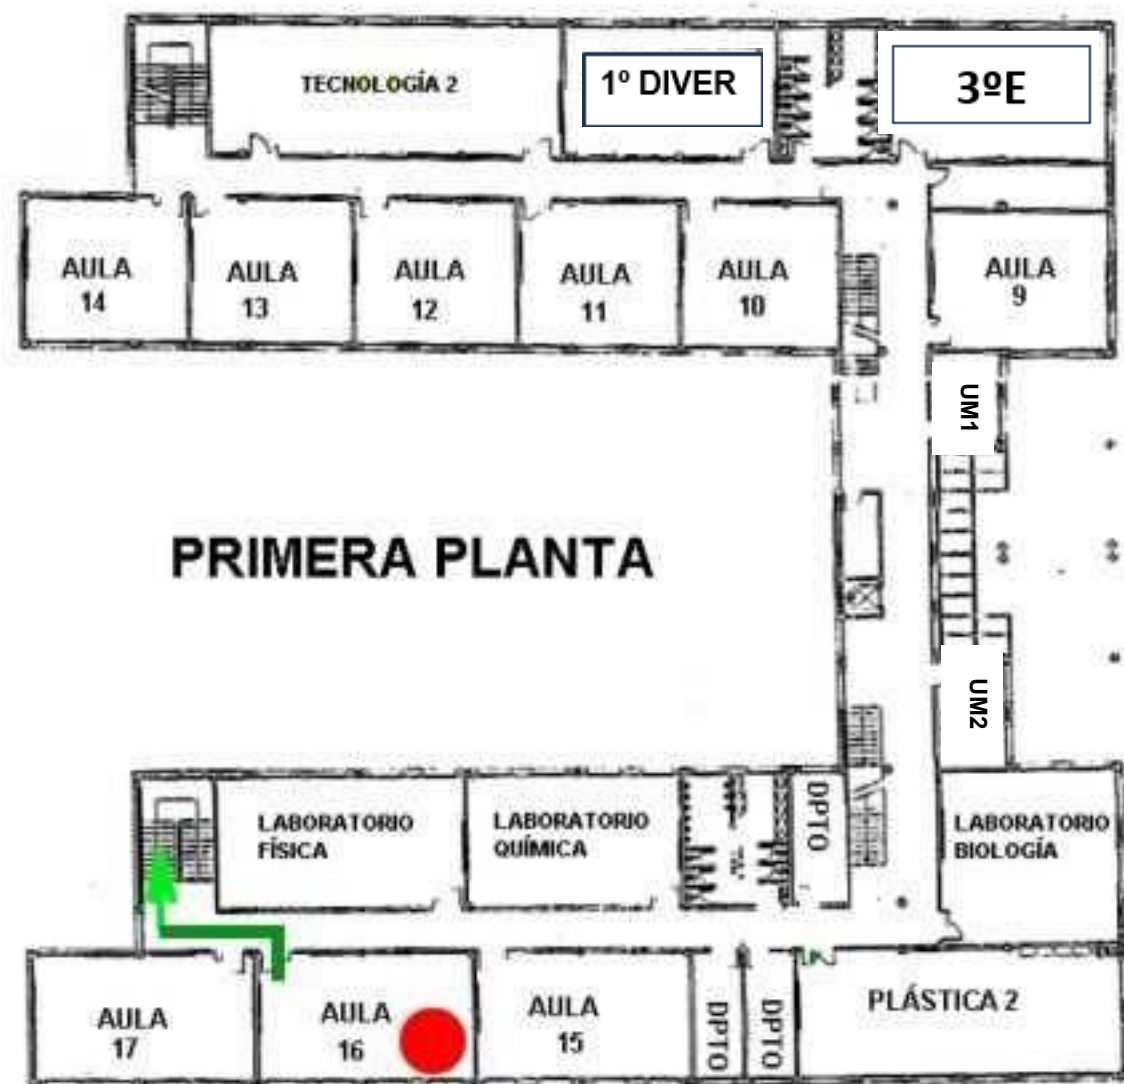 TECNOLOGÍA 2
1º DIVER
3ºE
AULA
14
AULA
13
AULA
12
AULA
11
AULA
10
AULA
9
UM1
PRIMERA PLANTA
UM2
LABORATORIO
FÍSICA
LABORATORIO
QUÍMICA
DPTO
LABORATORIO
BIOLOGÍA
AULA
17
AULA
16
AULA
15
DPTO
DPTO
PLÁSTICA 2